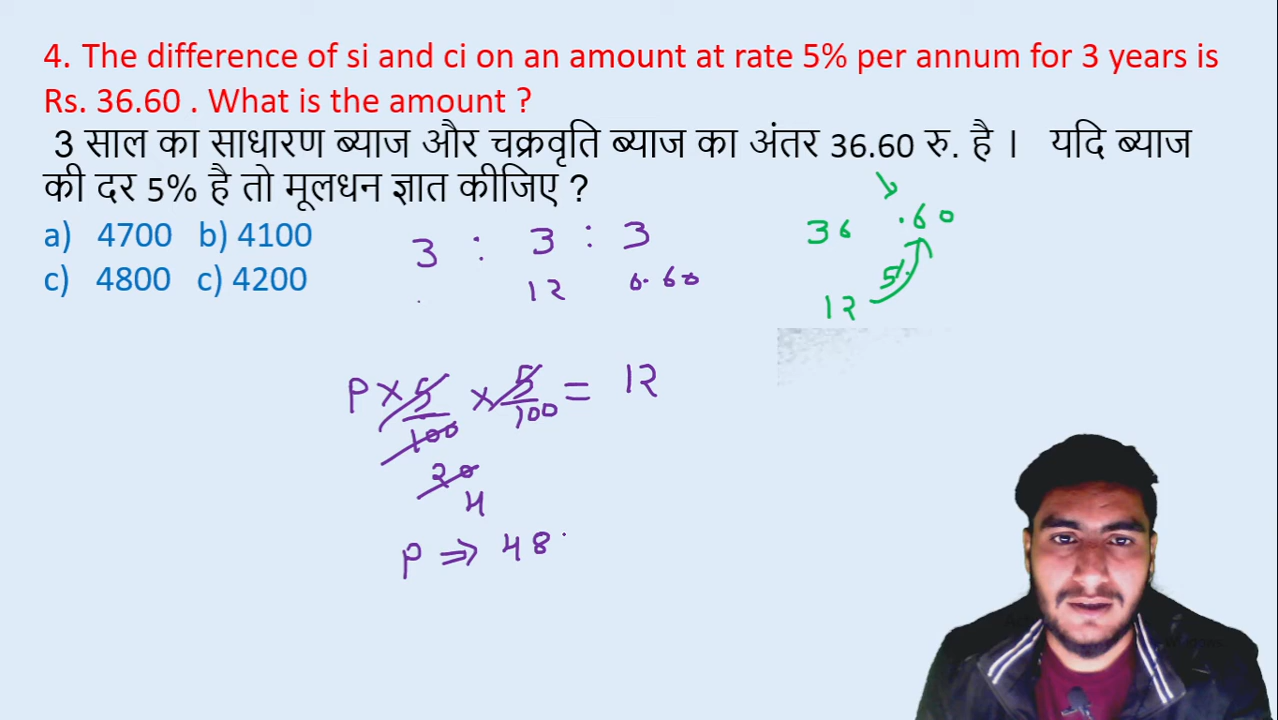 4. The difference of si and ci on an amount at rate 5% per annum for 3 years is
Rs. 36.60 . What is the amount ?
3 साल का साधारण ब्याज और चक्रवृति ब्याज का अंतर 36.60 रु. है । यदि ब्याज
की दर 5% है तो मूलधन ज्ञात कीजिए ?
a) 4700 b) 4100
c) 4800 c) 4200
3 : 3 : 3
12 0.60
36 .60
5%
12
P × 5/100 × 5/100 = 12
20
4
P ⇒ 48